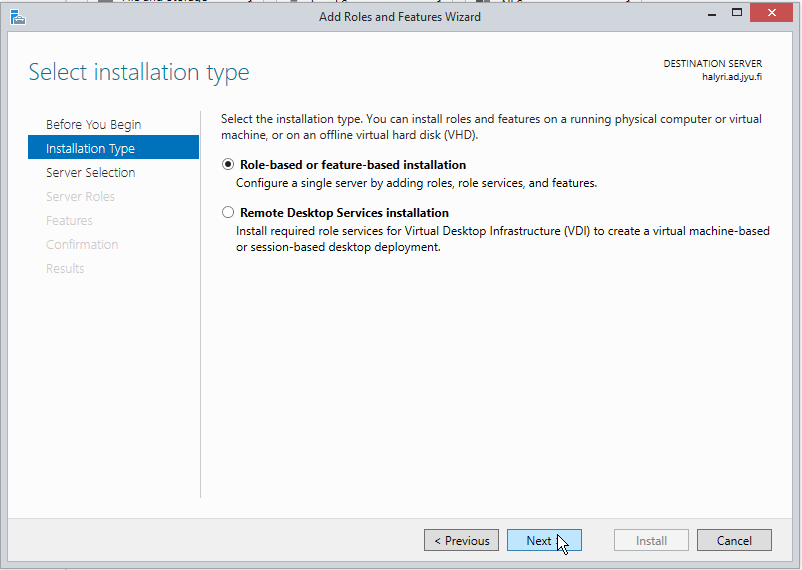 Add Roles and Features Wizard
Select installation type
DESTINATION SERVER
halyri.ad.jyu.fi
Before You Begin
Installation Type
Server Selection
Server Roles
Features
Confirmation
Results
Select the installation type. You can install roles and features on a running physical computer or virtual
machine, or on an offline virtual hard disk (VHD).
Role-based or feature-based installation
Configure a single server by adding roles, role services, and features.
Remote Desktop Services installation
Install required role services for Virtual Desktop Infrastructure (VDI) to create a virtual machine-based
or session-based desktop deployment.
< Previous
Next
Install
Cancel